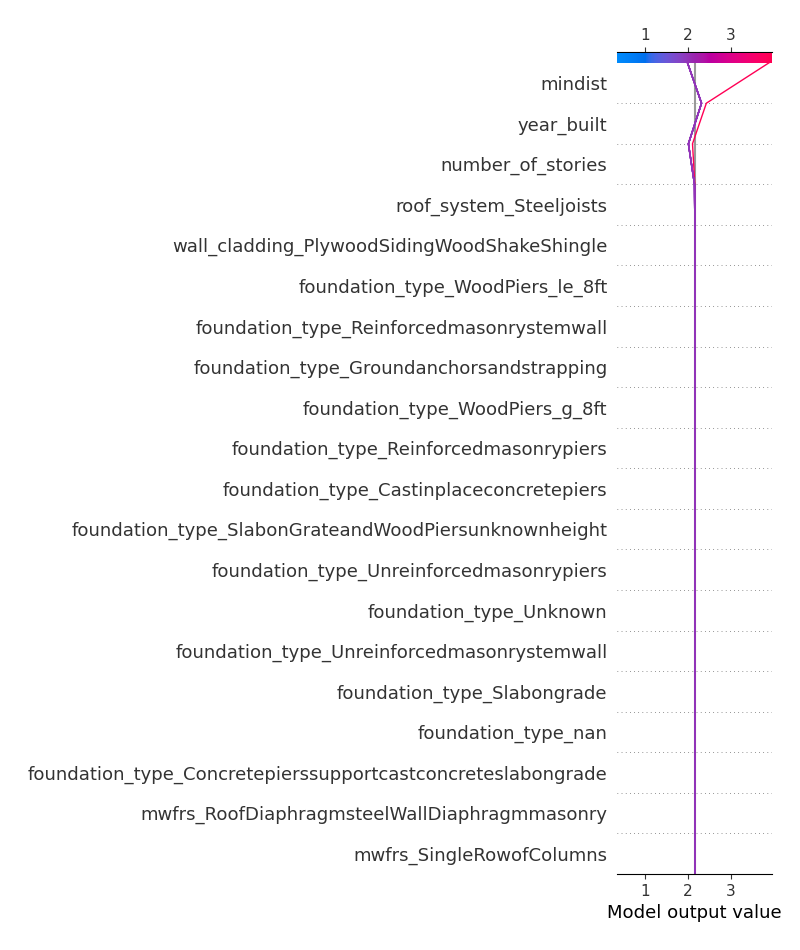 1 2 3
mindist
year_built
number_of_stories
roof_system_Steeljoists
wall_cladding_PlywoodSidingWoodShakeShingle
foundation_type_WoodPiers_le_8ft
foundation_type_Reinforcedmasonrystemwall
foundation_type_Groundanchorsandstrapping
foundation_type_WoodPiers_g_8ft
foundation_type_Reinforcedmasonrypiers
foundation_type_Castinplaceconcretepiers
foundation_type_SlabonGrateandWoodPiersunknownheight
foundation_type_Unreinforcedmasonrypiers
foundation_type_Unknown
foundation_type_Unreinforcedmasonrystemwall
foundation_type_Slabongrade
foundation_type_nan
foundation_type_Concretepierssupportcastconcreteslabongrade
mwfrs_RoofDiaphragmsteelWallDiaphragmmasonry
mwfrs_SingleRowofColumns
1 2 3
Model output value